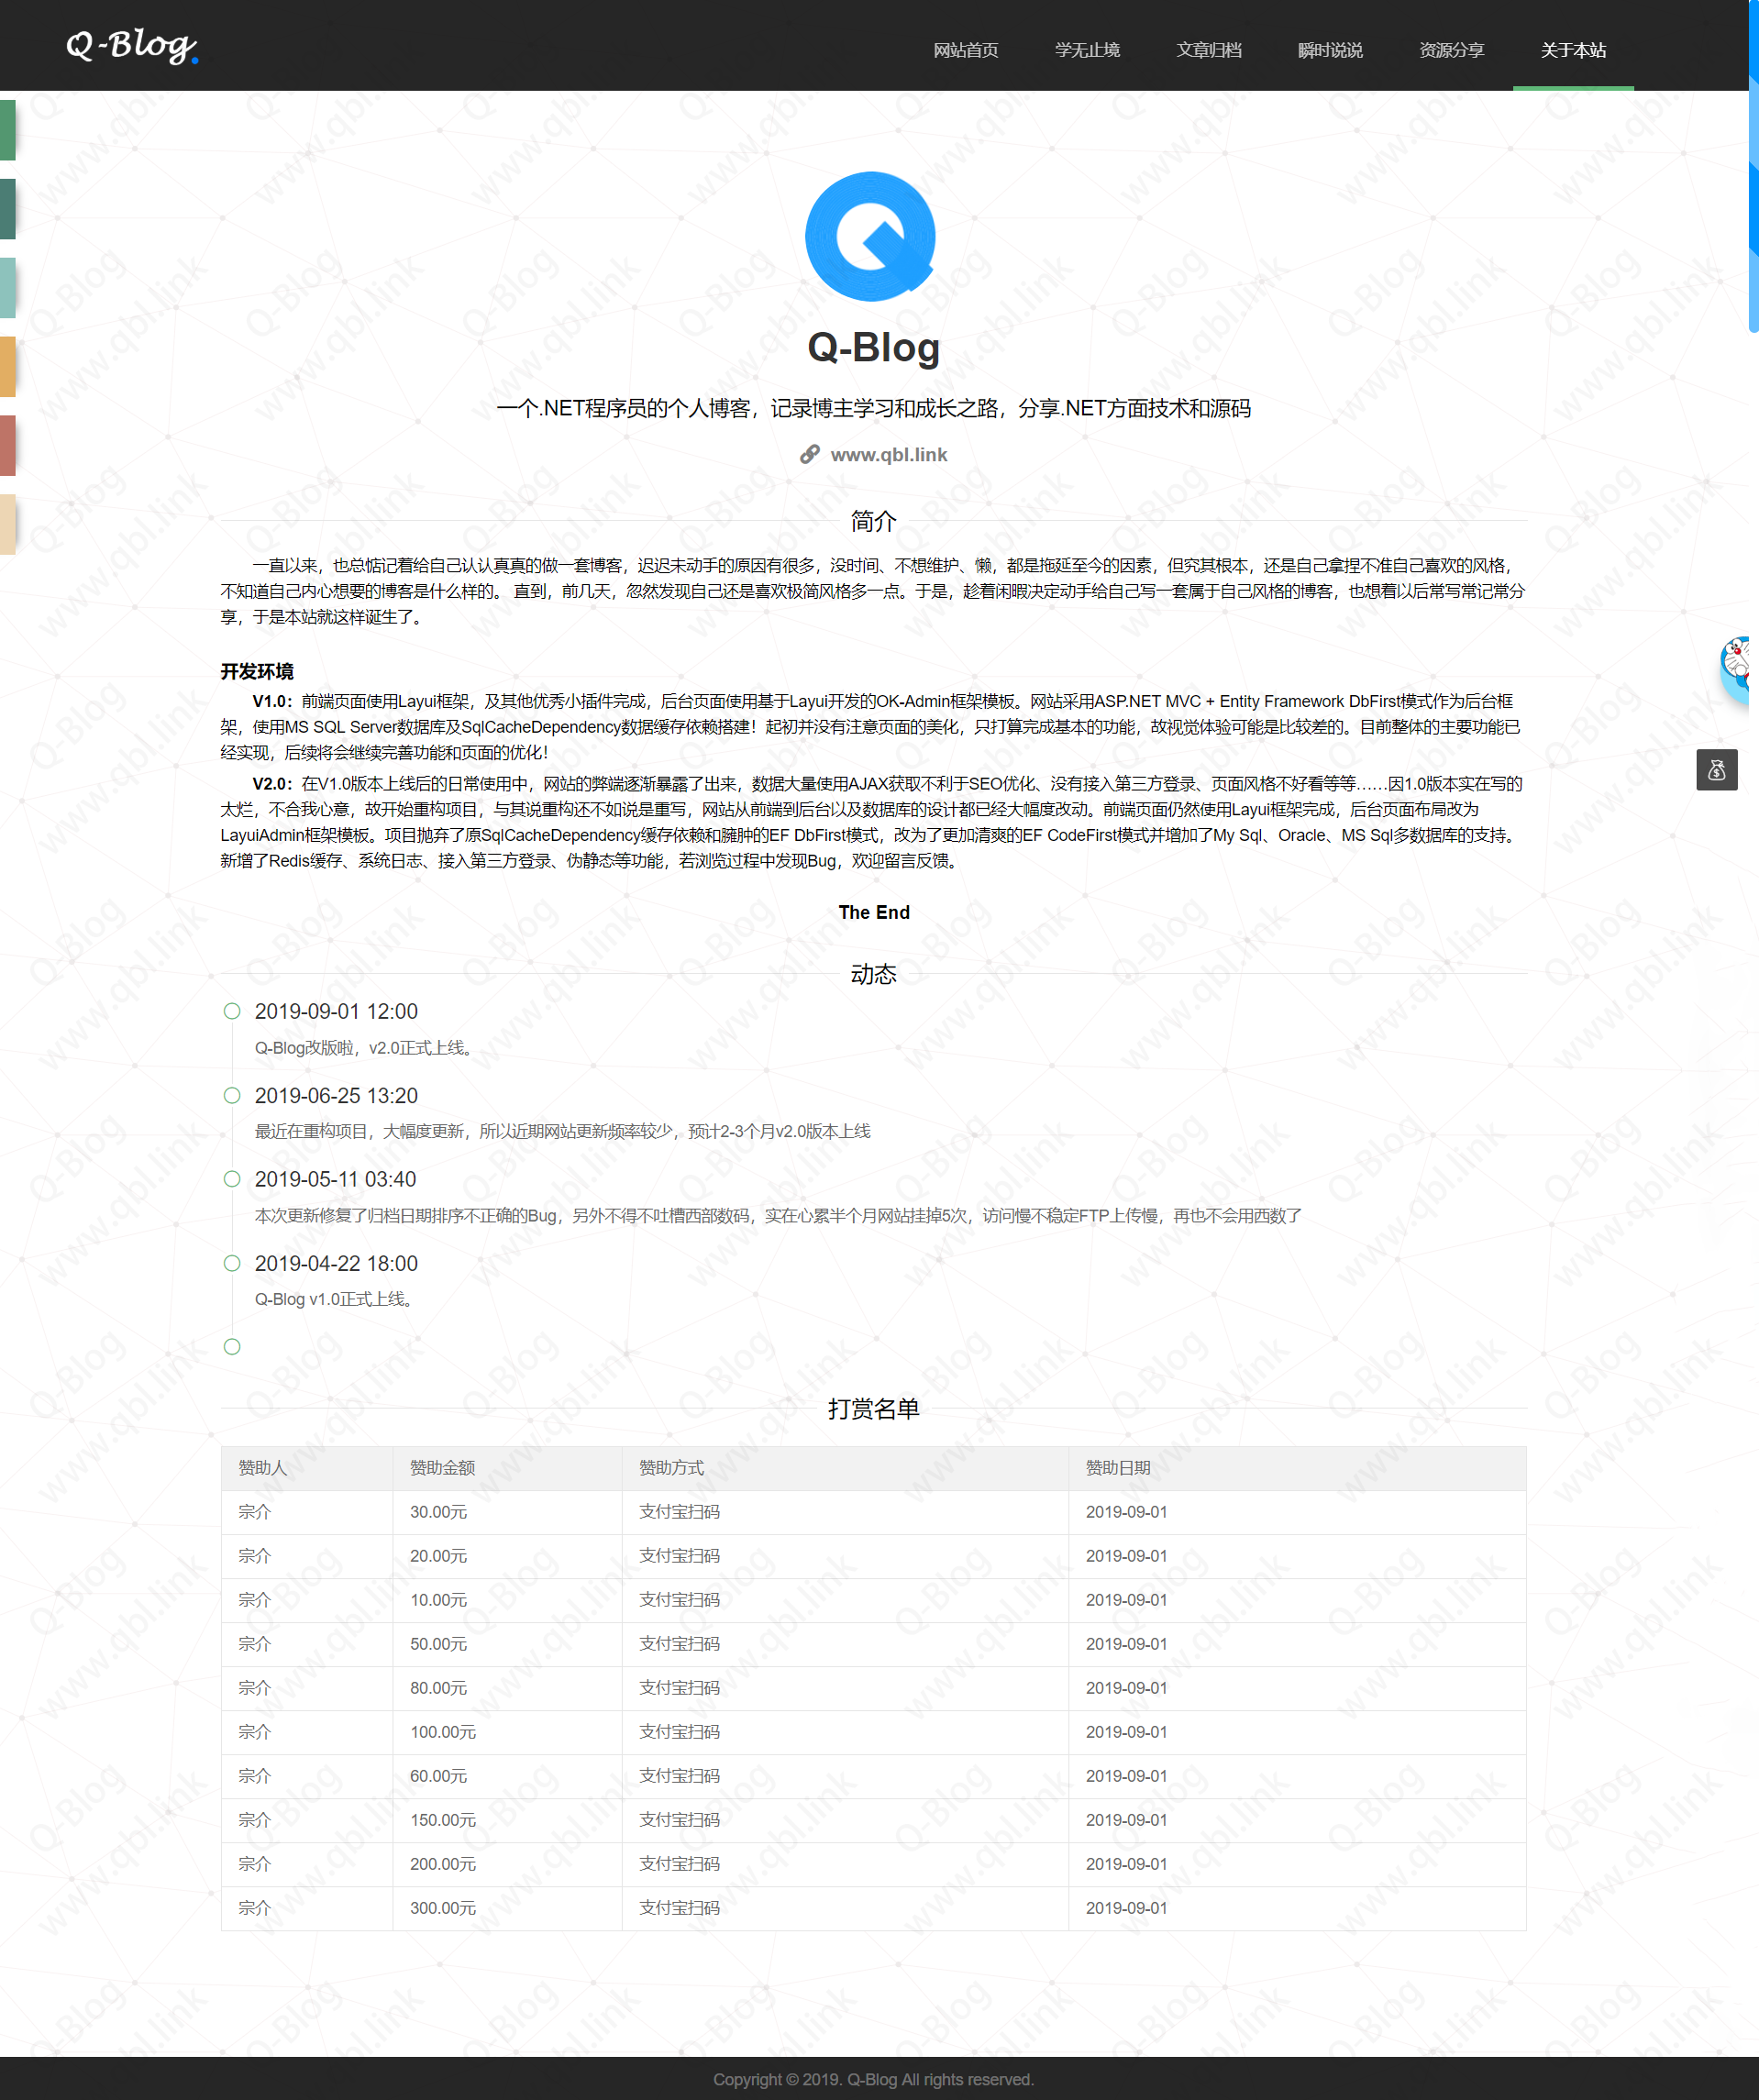 Q-Blog.
网站首页 学无止境 文章归档 瞬时说说 资源分享 关于本站
Q-Blog
一个.NET程序员的个人博客，记录博主学习和成长之路，分享.NET方面技术和源码
www.qbl.link
简介
一直以来，也总惦记着给自己认认真真的做一套博客，迟迟未动手的原因有很多，没时间、不想维护、懒，都是拖延至今的因素，但究其根本，还是自己拿捏不准自己喜欢的风格，
不知道自己内心想要的博客是什么样的。 直到，前几天，忽然发现自己还是喜欢极简风格多一点。于是，趁着闲暇决定动手给自己写一套属于自己风格的博客，也想着以后常写常记常分
享，于是本站就这样诞生了。
开发环境
V1.0：前端页面使用Layui框架，及其他优秀小插件完成，后台页面使用基于Layui开发的OK-Admin框架模板。网站采用ASP.NET MVC + Entity Framework DbFirst模式作为后台框
架，使用MS SQL Server数据库及SqlCacheDependency数据缓存依赖搭建！起初并没有注意页面的美化，只打算完成基本的功能，故视觉体验可能是比较差的。目前整体的主要功能已
经实现，后续将会继续完善功能和页面的优化！
V2.0：在V1.0版本上线后的日常使用中，网站的弊端逐渐暴露了出来，数据大量使用AJAX获取不利于SEO优化、没有接入第三方登录、页面风格不好看等等……因1.0版本实在写的
太烂，不合我心意，故开始重构项目，与其说重构还不如说是重写，网站从前端到后台以及数据库的设计都已经大幅度改动。前端页面仍然使用Layui框架完成，后台页面布局改为
LayuiAdmin框架模板。项目抛弃了原SqlCacheDependency缓存依赖和臃肿的EF DbFirst模式，改为了更加清爽的EF CodeFirst模式并增加了My Sql、Oracle、MS Sql多数据库的支持。
新增了Redis缓存、系统日志、接入第三方登录、伪静态等功能，若浏览过程中发现Bug，欢迎留言反馈。
The End
动态
2019-09-01 12:00
Q-Blog改版啦，v2.0正式上线。
2019-06-25 13:20
最近在重构项目，大幅度更新，所以近期网站更新频率较少，预计2-3个月v2.0版本上线
2019-05-11 03:40
本次更新修复了归档日期排序不正确的Bug，另外不得不吐槽西部数码，实在心累半个月网站挂掉5次，访问慢不稳定FTP上传慢，再也不会用西数了
2019-04-22 18:00
Q-Blog v1.0正式上线。
打赏名单
赞助人 赞助金额 赞助方式 赞助日期
宗介 30.00元 支付宝扫码 2019-09-01
宗介 20.00元 支付宝扫码 2019-09-01
宗介 10.00元 支付宝扫码 2019-09-01
宗介 50.00元 支付宝扫码 2019-09-01
宗介 80.00元 支付宝扫码 2019-09-01
宗介 100.00元 支付宝扫码 2019-09-01
宗介 60.00元 支付宝扫码 2019-09-01
宗介 150.00元 支付宝扫码 2019-09-01
宗介 200.00元 支付宝扫码 2019-09-01
宗介 300.00元 支付宝扫码 2019-09-01
Copyright © 2019. Q-Blog All rights reserved.